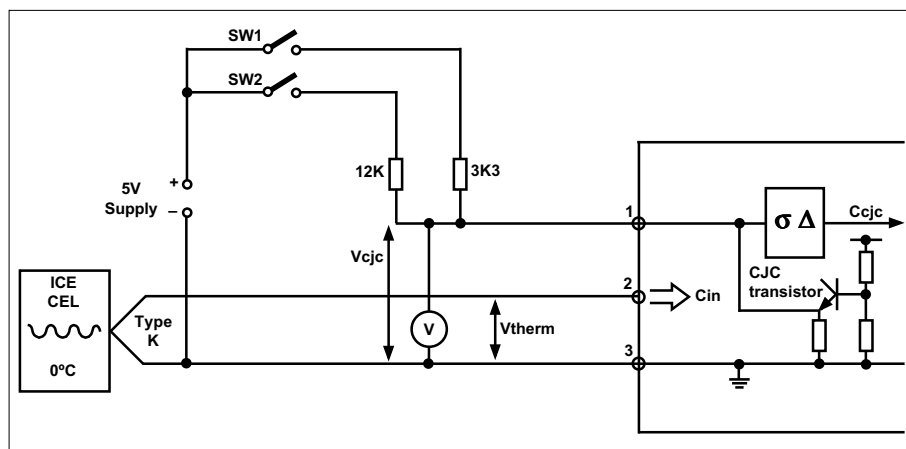 SW1
SW2
12K
3K3
+
5V
Supply
–
1
σ Δ
Ccjc
Vcjc
CJC
transistor
ICE
CEL
0ºC
Type
K
2
Cin
V
Vtherm
3